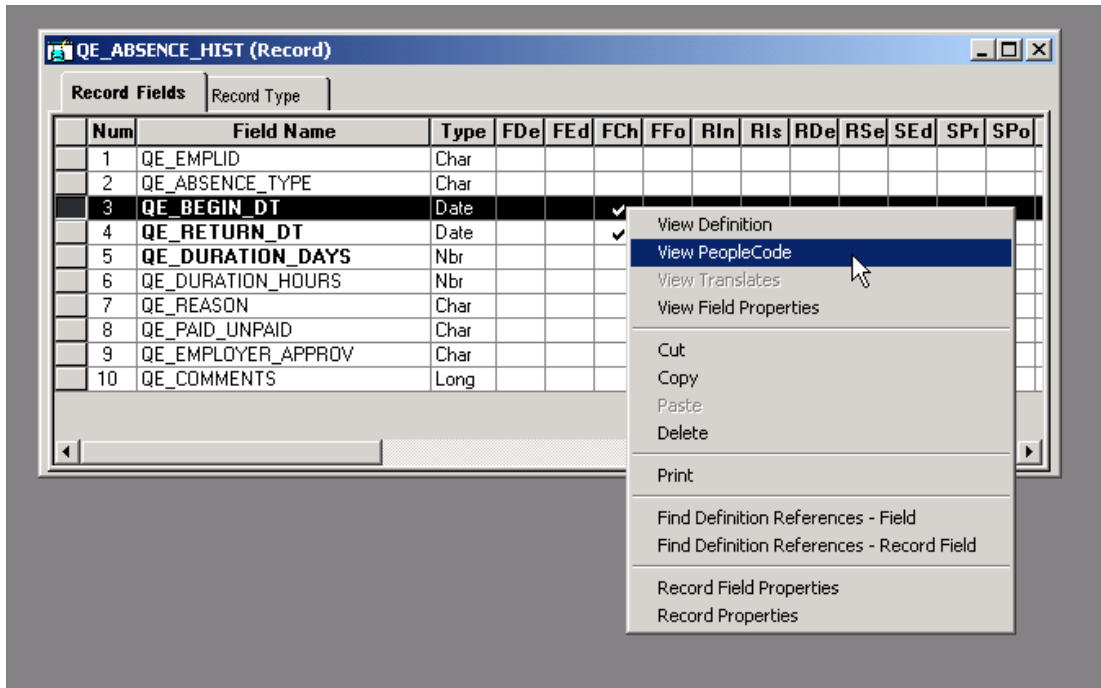 QE_ABSENCE_HIST (Record)
Record Fields Record Type
Num Field Name Type FDe FEd FCh FFo RIn RIs RDe RSe SEd SPr SPo
1 QE_EMPLID Char
2 QE_ABSENCE_TYPE Char
3 QE_BEGIN_DT Date
4 QE_RETURN_DT Date
5 QE_DURATION_DAYS Nbr
6 QE_DURATION_HOURS Nbr
7 QE_REASON Char
8 QE_PAID_UNPAID Char
9 QE_EMPLOYER_APPROV Char
10 QE_COMMENTS Long
View Definition
View PeopleCode
View Translates
View Field Properties
Cut
Copy
Paste
Delete
Print
Find Definition References - Field
Find Definition References - Record Field
Record Field Properties
Record Properties